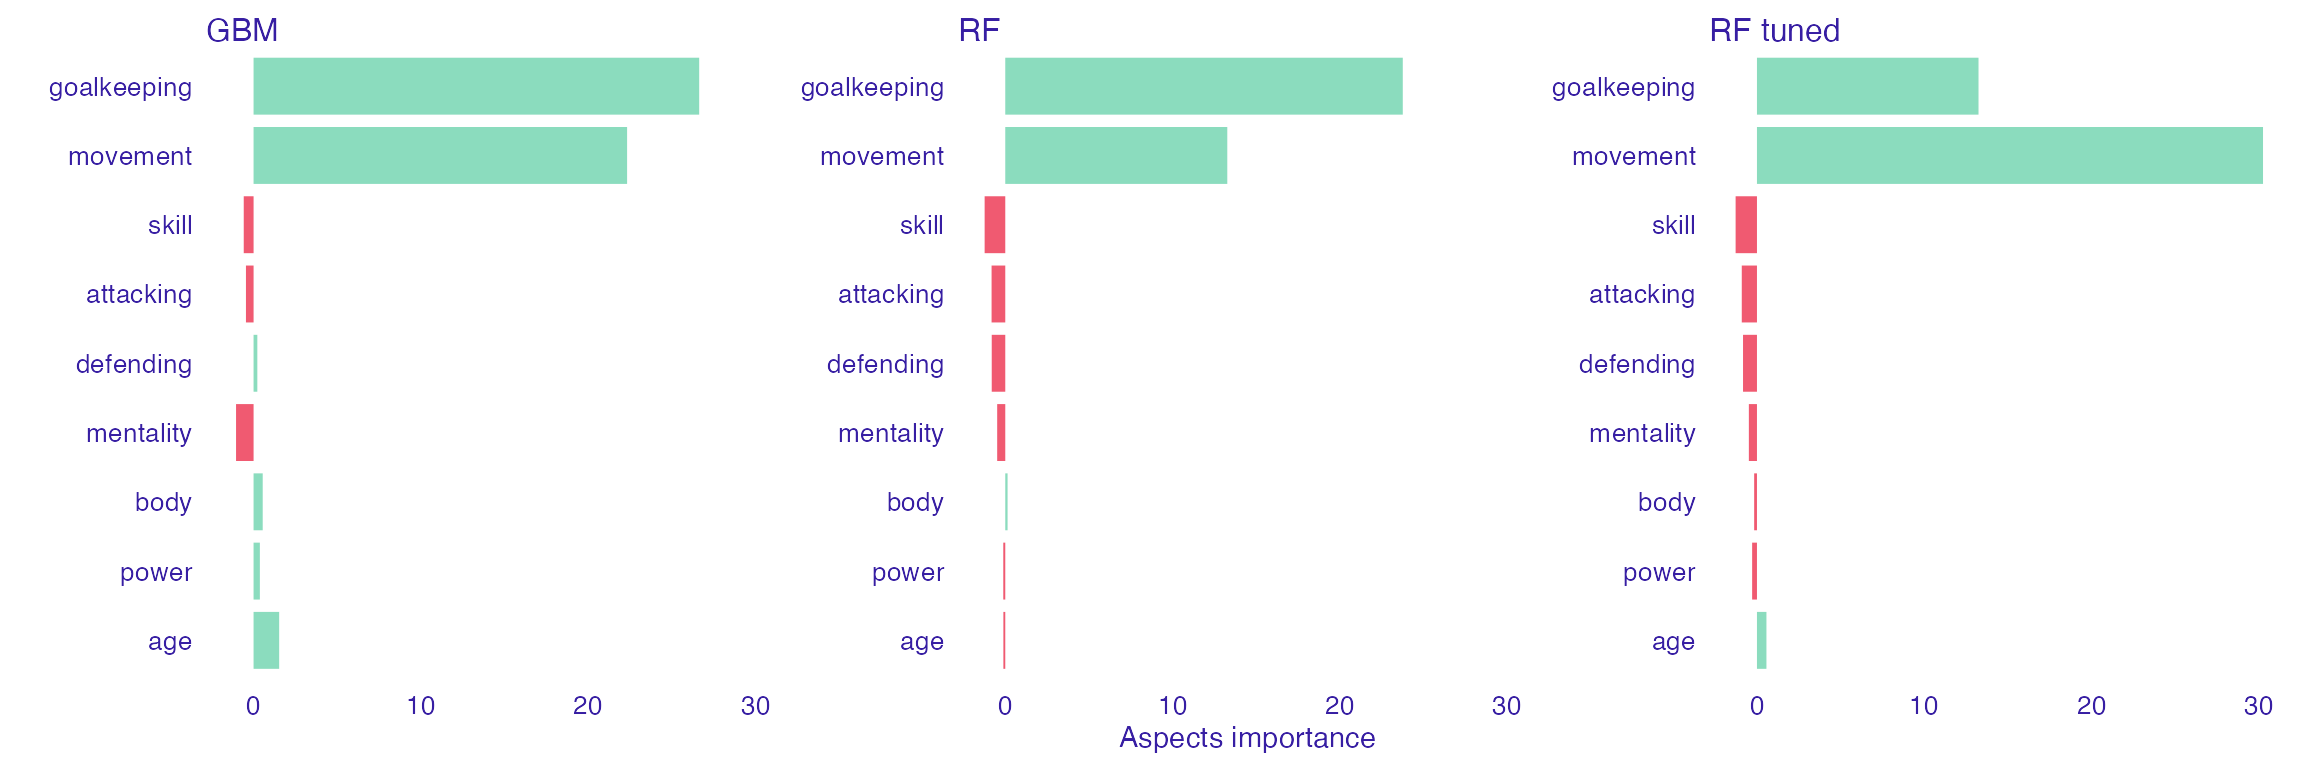 GBM
goalkeeping
movement
skill
attacking
defending
mentality
body
power
age
0 10 20 30
RF
goalkeeping
movement
skill
attacking
defending
mentality
body
power
age
0 10 20 30
RF tuned
goalkeeping
movement
skill
attacking
defending
mentality
body
power
age
0 10 20 30
Aspects importance